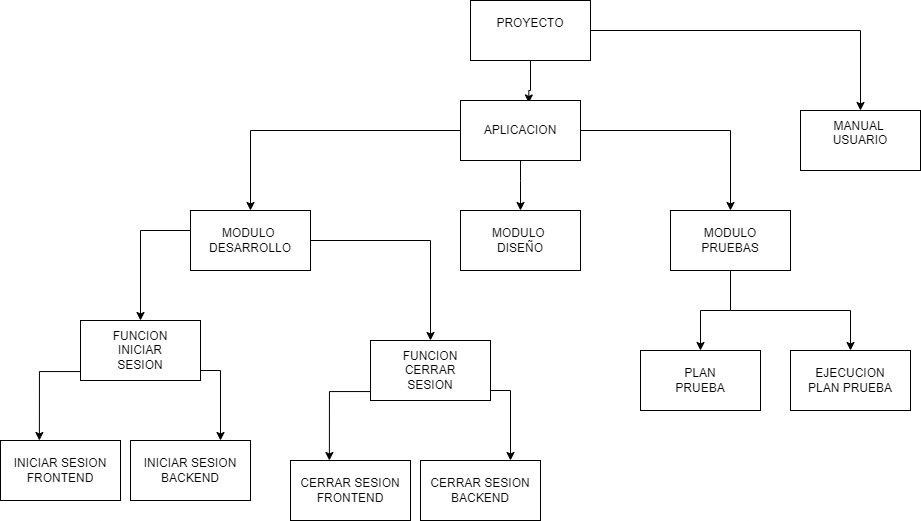 PROYECTO
APLICACION
MANUAL
USUARIO
MODULO
DESARROLLO
MODULO
DISEÑO
MODULO
PRUEBAS
FUNCION
INICIAR
SESION
FUNCION
CERRAR
SESION
PLAN
PRUEBA
EJECUCION
PLAN PRUEBA
INICIAR SESION
FRONTEND
INICIAR SESION
BACKEND
CERRAR SESION
FRONTEND
CERRAR SESION
BACKEND